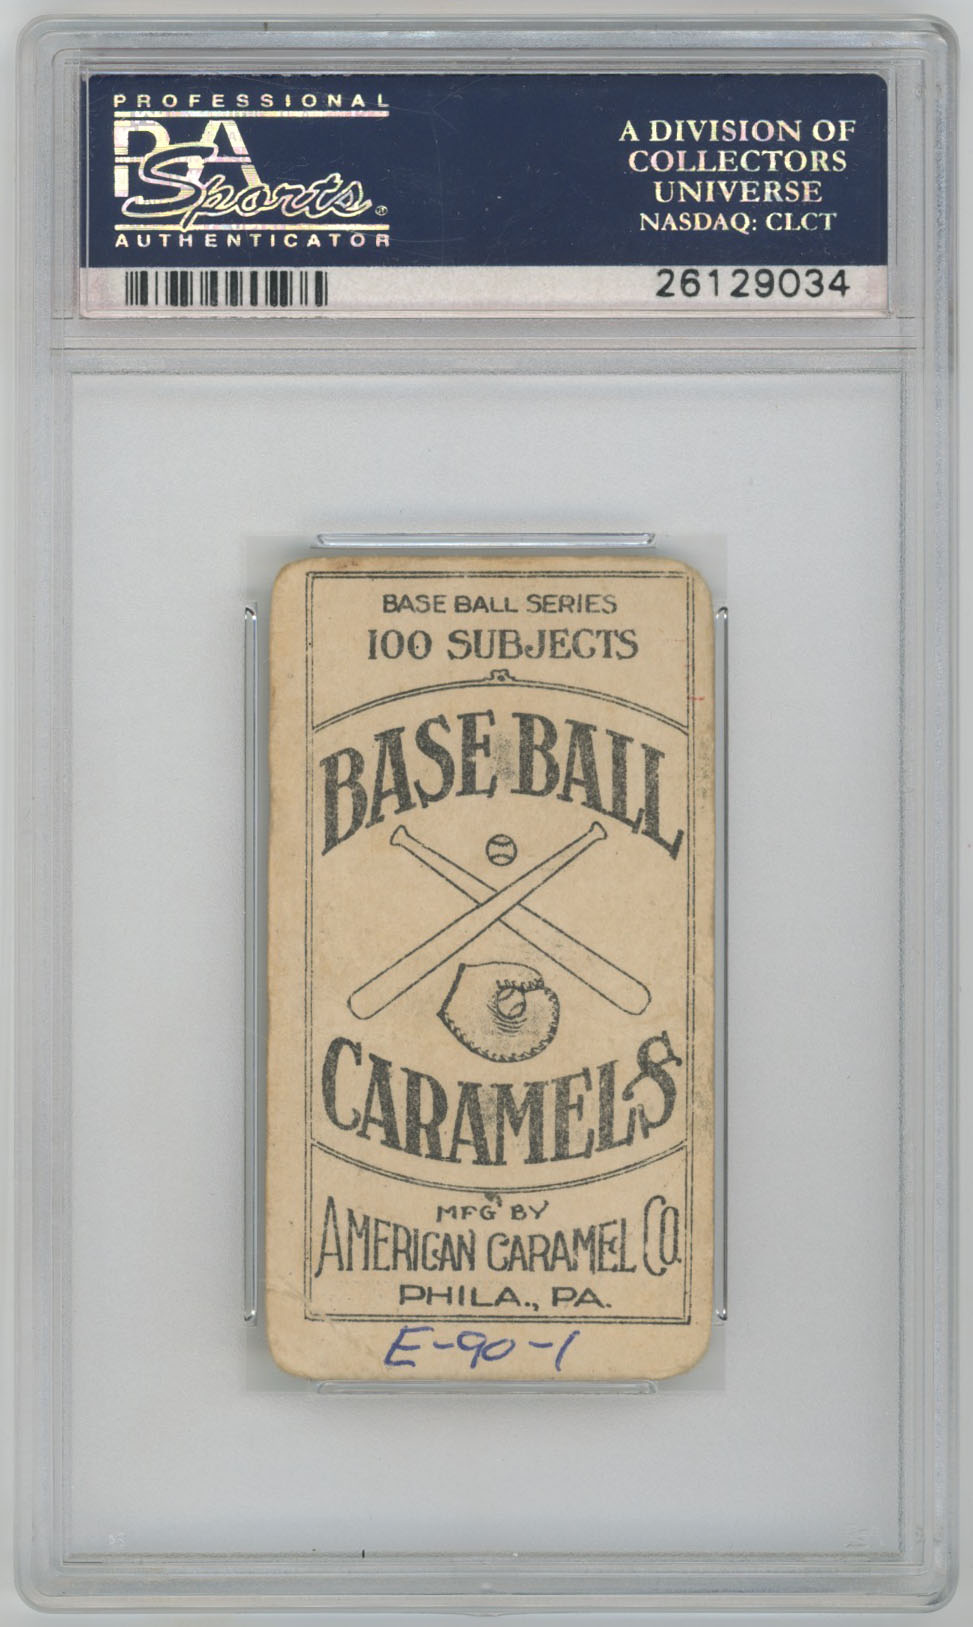 PROFESSIONAL
PSA
Sports®
AUTHENTICATOR
A DIVISION OF
COLLECTORS
UNIVERSE
NASDAQ: CLCT
26129034
BASE BALL SERIES
100 SUBJECTS
BASE BALL
CARAMELS
MFG BY
AMERICAN CARAMEL CO.
PHILA., PA.
E-90-1